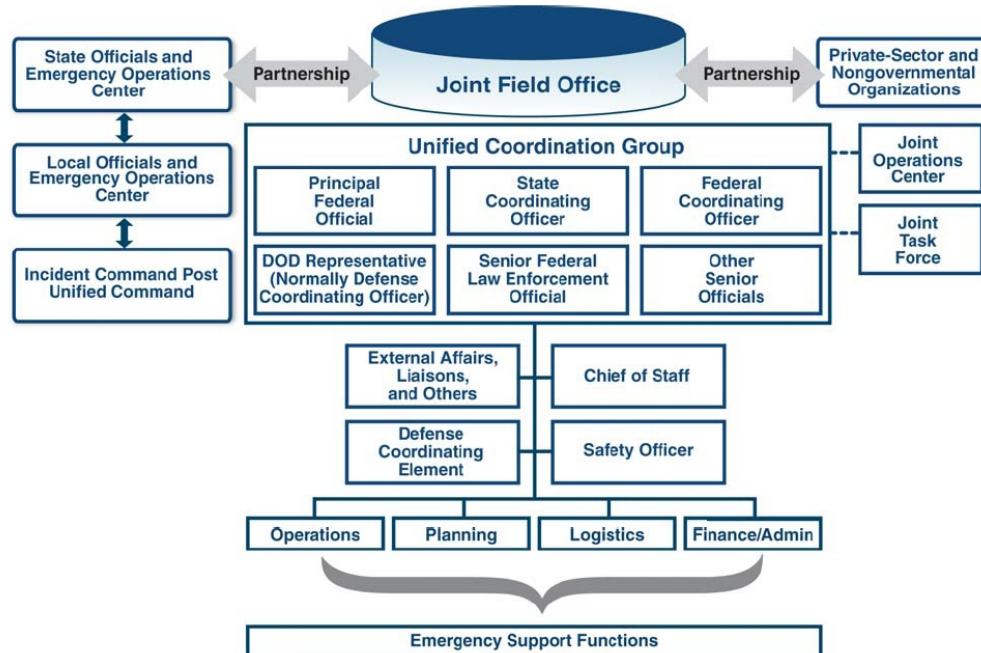 State Officials and
Emergency Operations
Center
Partnership
Joint Field Office
Partnership
Private-Sector and
Nongovernmental
Organizations
Local Officials and
Emergency Operations
Center
Incident Command Post
Unified Command
Unified Coordination Group
Principal
Federal
Official
State
Coordinating
Officer
Federal
Coordinating
Officer
DOD Representative
(Normally Defense
Coordinating Officer)
Senior Federal
Law Enforcement
Official
Other
Senior
Officials
Joint
Operations
Center
Joint
Task
Force
External Affairs,
Liaisons,
and Others
Chief of Staff
Defense
Coordinating
Element
Safety Officer
Operations
Planning
Logistics
Finance/Admin
Emergency Support Functions